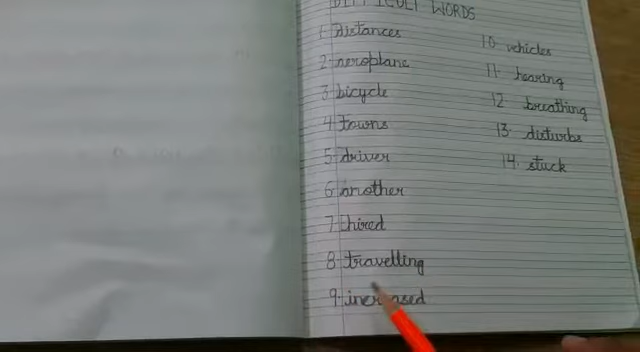 DIFFICULT WORDS
1. Distances
2. aeroplane
3. bicycle
4. towns
5. driver
6. another
7. hired
8. travelling
9. increased
10. vehicles
11. hearing
12. breathing
13. disturbs
14. stuck